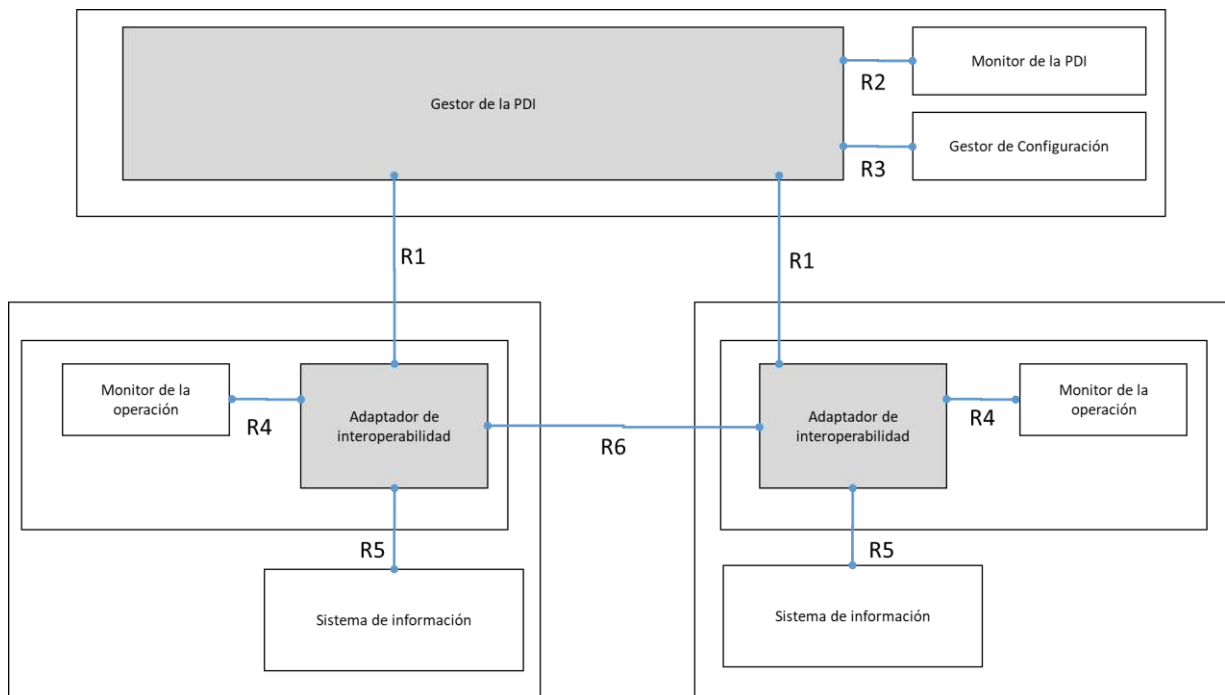 Gestor de la PDI
R2
Monitor de la PDI
R3
Gestor de Configuración
R1
R1
Monitor de la
operación
R4
Adaptador de
interoperabilidad
R6
Adaptador de
interoperabilidad
R4
Monitor de la
operación
R5
Sistema de información
R5
Sistema de información